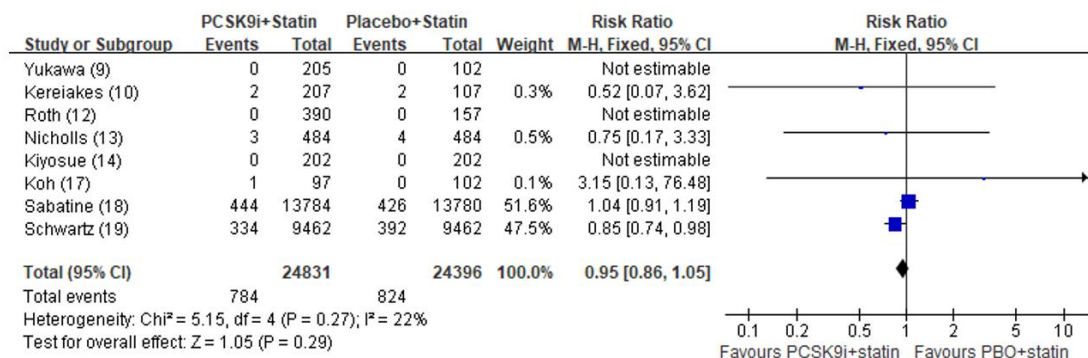 PCSK9i+Statin Placebo+Statin Risk Ratio Risk Ratio
Study or Subgroup Events Total Events Total Weight M-H, Fixed, 95% CI M-H, Fixed, 95% CI
Yukawa (9) 0 205 0 102 Not estimable
Kereiakes (10) 2 207 2 107 0.3% 0.52 [0.07, 3.62]
Roth (12) 0 390 0 157 Not estimable
Nicholls (13) 3 484 4 484 0.5% 0.75 [0.17, 3.33]
Kiyosue (14) 0 202 0 202 Not estimable
Koh (17) 1 97 0 102 0.1% 3.15 [0.13, 76.48]
Sabatine (18) 444 13784 426 13780 51.6% 1.04 [0.91, 1.19]
Schwartz (19) 334 9462 392 9462 47.5% 0.85 [0.74, 0.98]
Total (95% CI) 24831 24396 100.0% 0.95 [0.86, 1.05]
Total events 784 824
Heterogeneity: Chi² = 5.15, df = 4 (P = 0.27); I² = 22%
Test for overall effect: Z = 1.05 (P = 0.29)
0.1 0.2 0.5 1 2 5 10
Favours PCSK9i+statin Favours PBO+statin